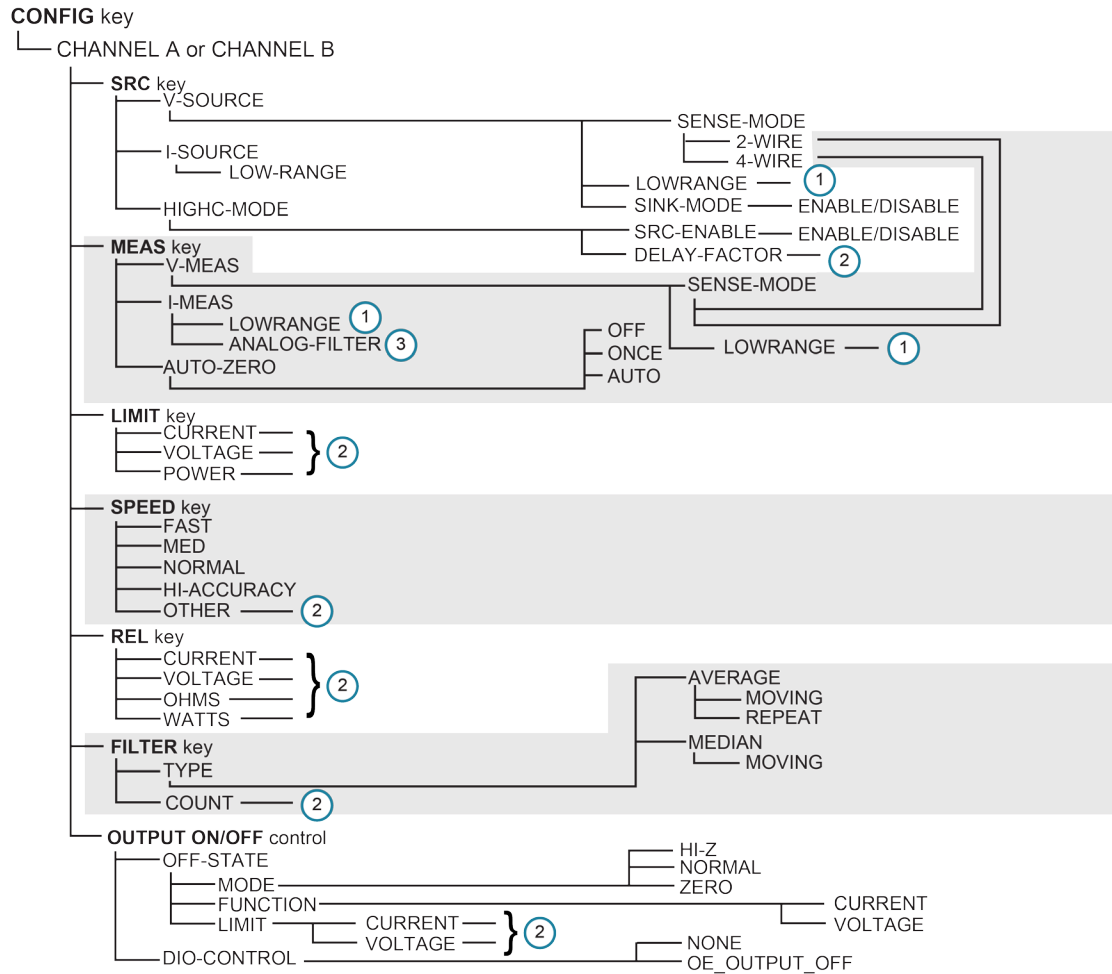 CONFIG key
CHANNEL A or CHANNEL B
SRC key
V-SOURCE
SENSE-MODE
2-WIRE
4-WIRE
I-SOURCE
LOW-RANGE
LOWRANGE 1
SINK-MODE ENABLE/DISABLE
HIGHC-MODE
SRC-ENABLE ENABLE/DISABLE
DELAY-FACTOR 2
MEAS key
V-MEAS
SENSE-MODE
I-MEAS
LOWRANGE 1
ANALOG-FILTER 3
LOWRANGE 1
AUTO-ZERO
OFF
ONCE
AUTO
LIMIT key
CURRENT
VOLTAGE } 2
POWER
SPEED key
FAST
MED
NORMAL
HI-ACCURACY
OTHER 2
REL key
CURRENT
VOLTAGE } 2
OHMS
WATTS
FILTER key
TYPE
AVERAGE
MOVING
REPEAT
MEDIAN
MOVING
COUNT 2
OUTPUT ON/OFF control
OFF-STATE
MODE
HI-Z
NORMAL
ZERO
FUNCTION
CURRENT
VOLTAGE
LIMIT
CURRENT
VOLTAGE } 2
DIO-CONTROL
NONE
OE_OUTPUT_OFF